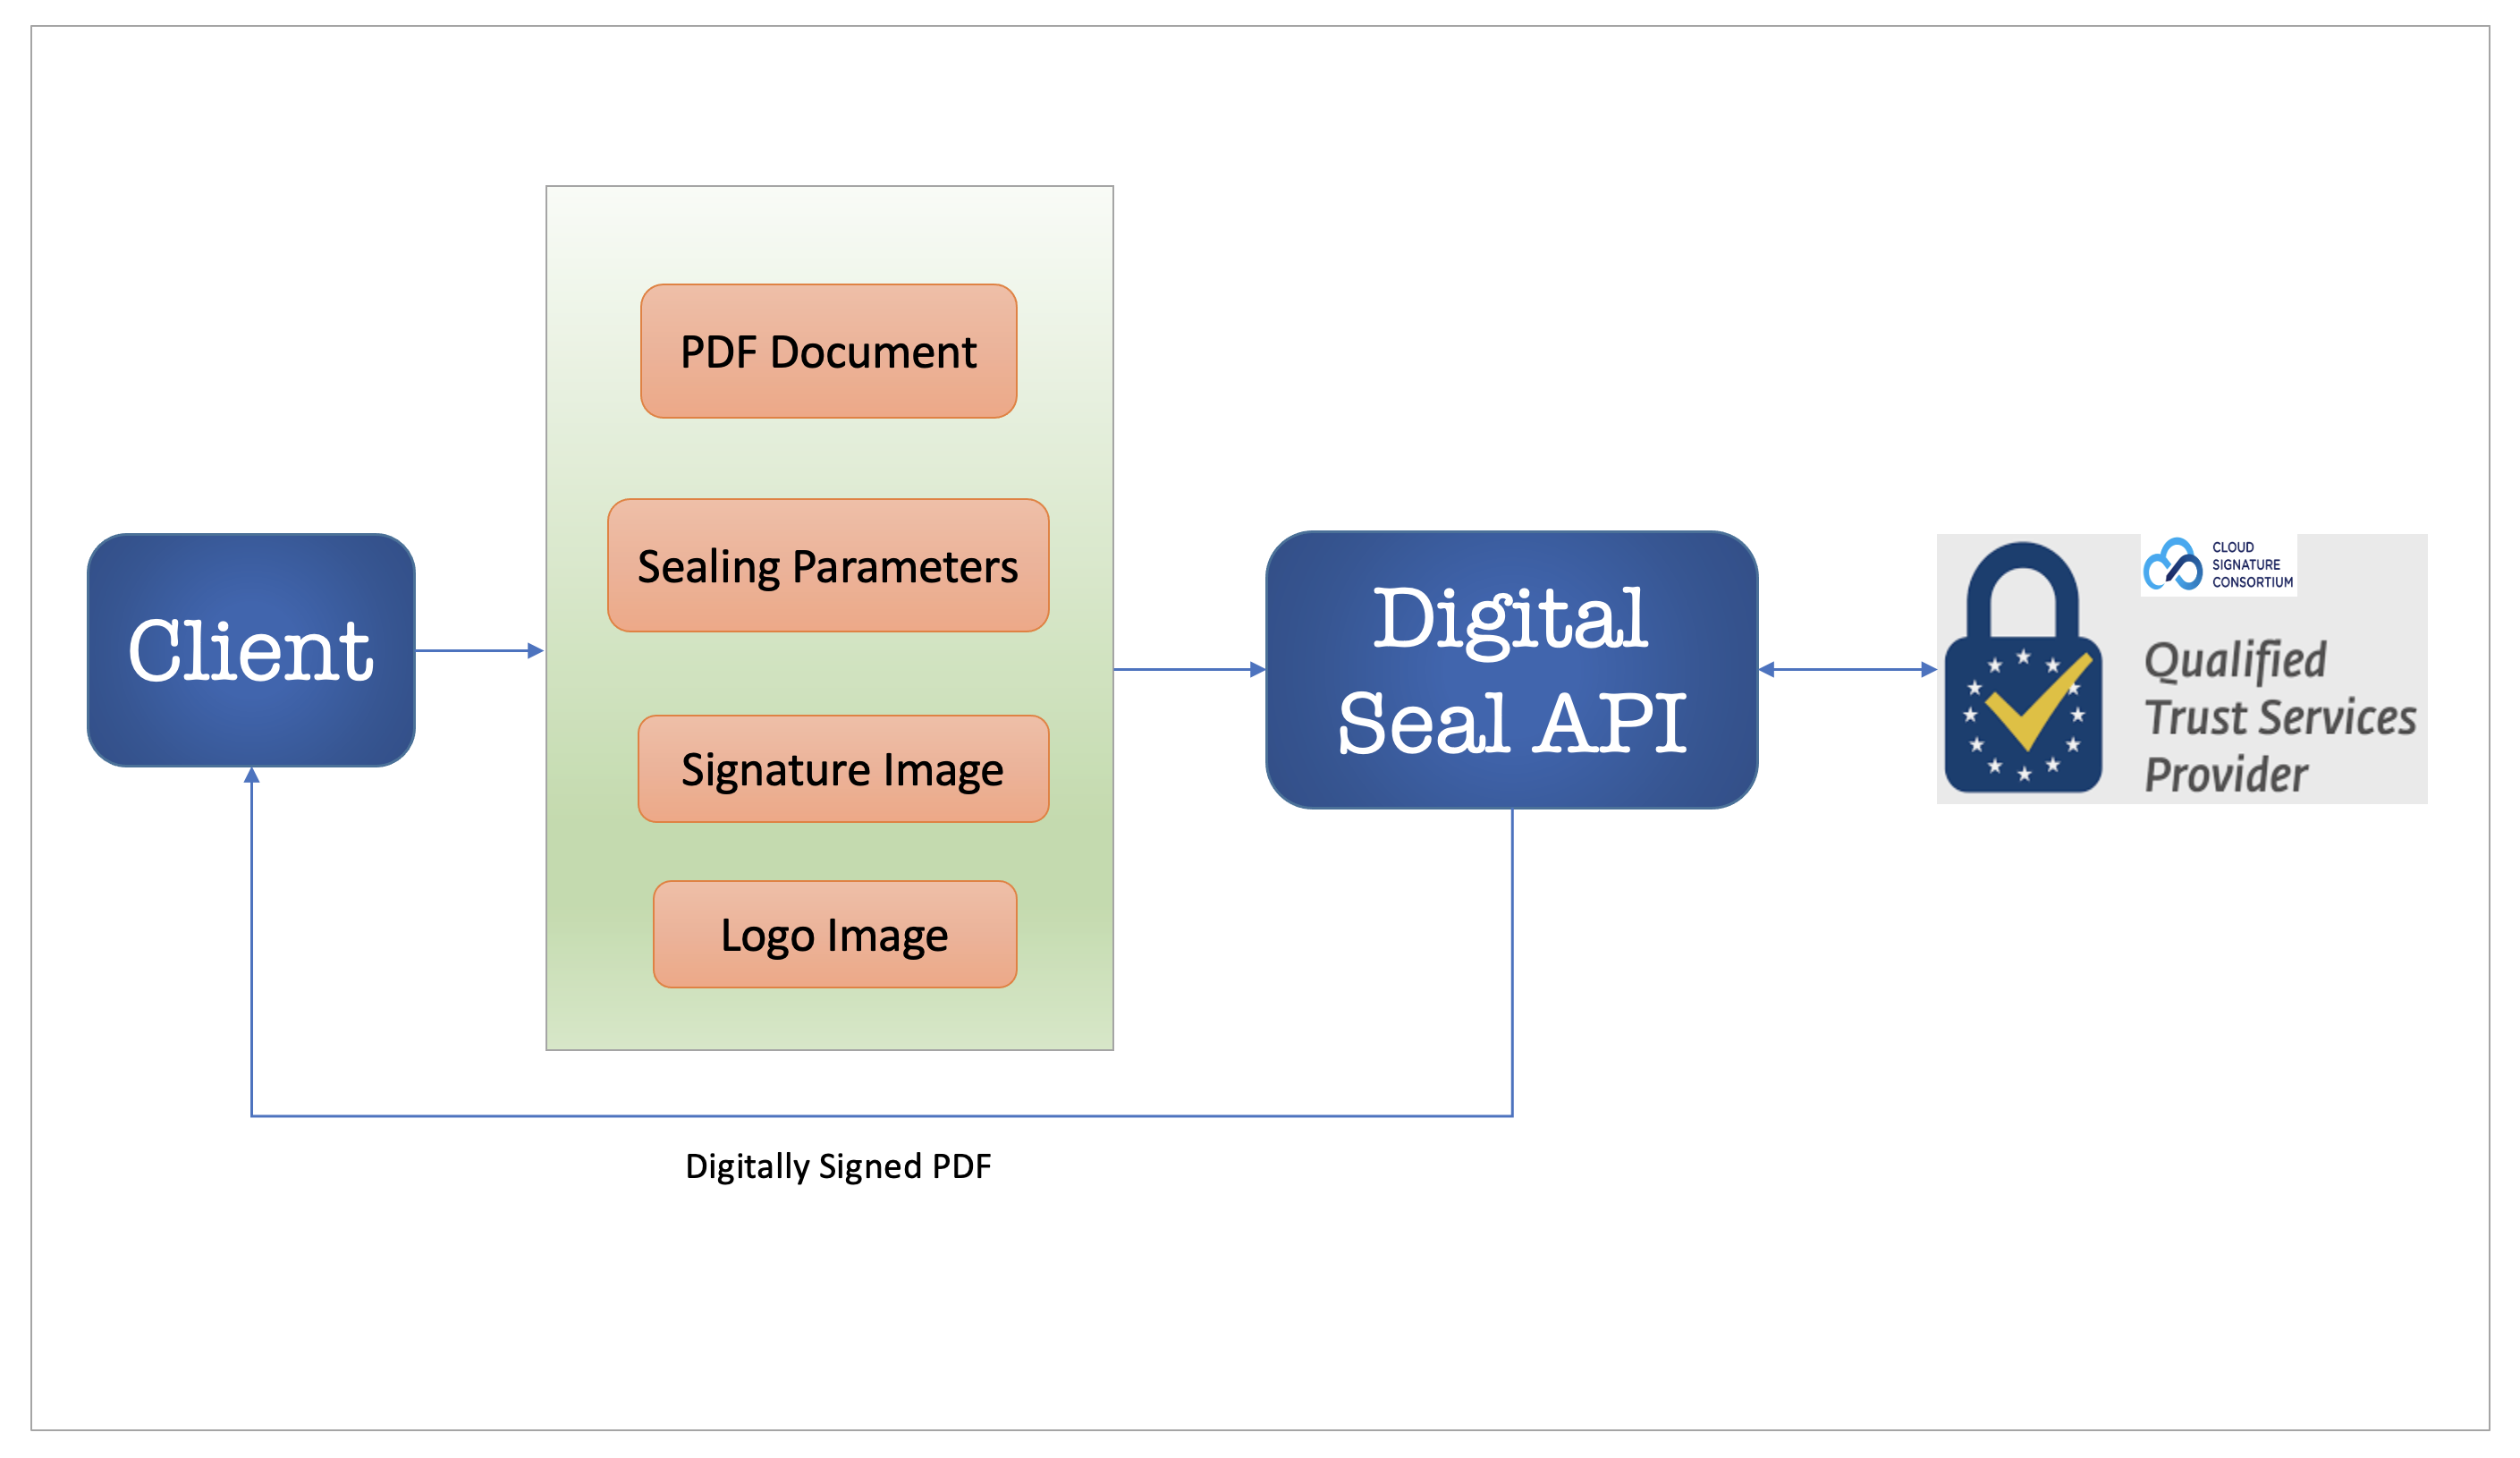 PDF Document
Sealing Parameters
Signature Image
Logo Image
Client
Digital
Seal API
CLOUD
SIGNATURE
CONSORTIUM
Qualified
Trust Services
Provider
Digitally Signed PDF